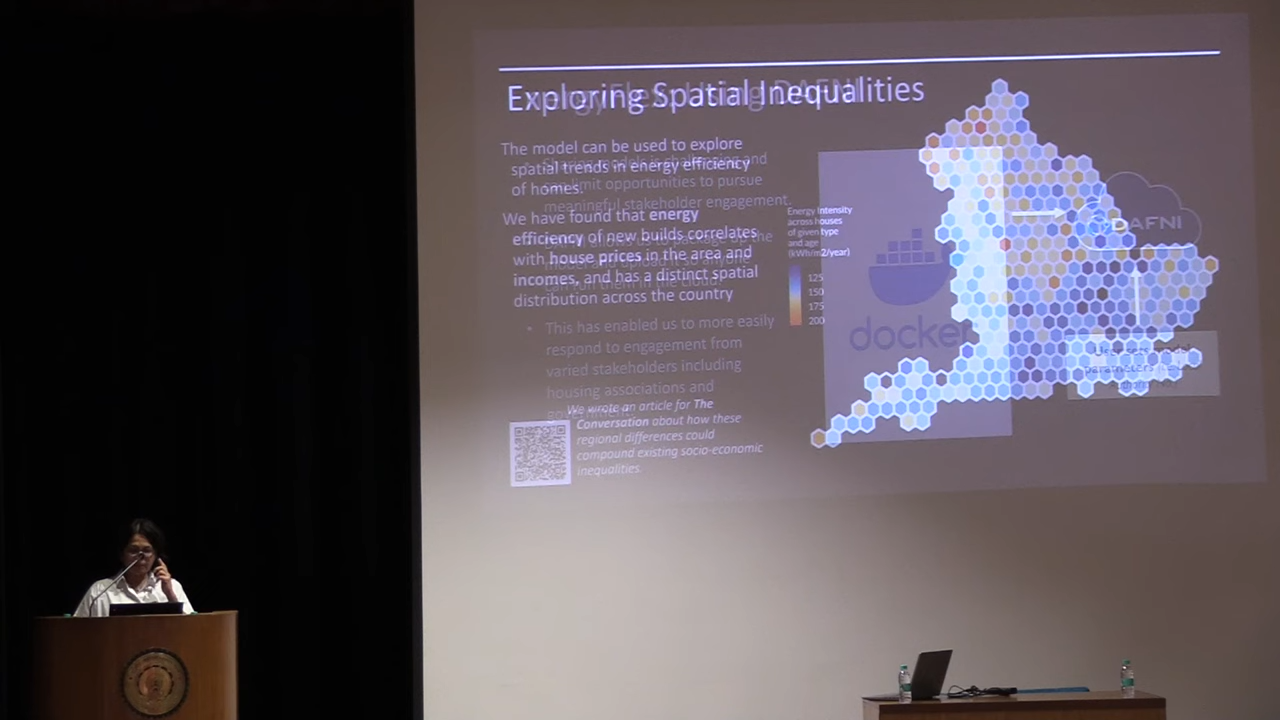 Exploring Spatial Inequalities
The model can be used to explore
spatial trends in energy efficiency
of homes.
We have found that energy
efficiency of new builds correlates
with house prices in the area and
incomes, and has a distinct spatial
distribution across the country
limit opportunities to pursue
meaningful stakeholder engagement.
This has enabled us to more easily
respond to engagement from
varied stakeholders including
housing associations and
We wrote an article for The
Conversation about how these
regional differences could
compound existing socio-economic
inequalities.
Energy Intensity
across houses
of given type
and age
(kWh/m2/year)
125
150
175
200
docker
DAFNI